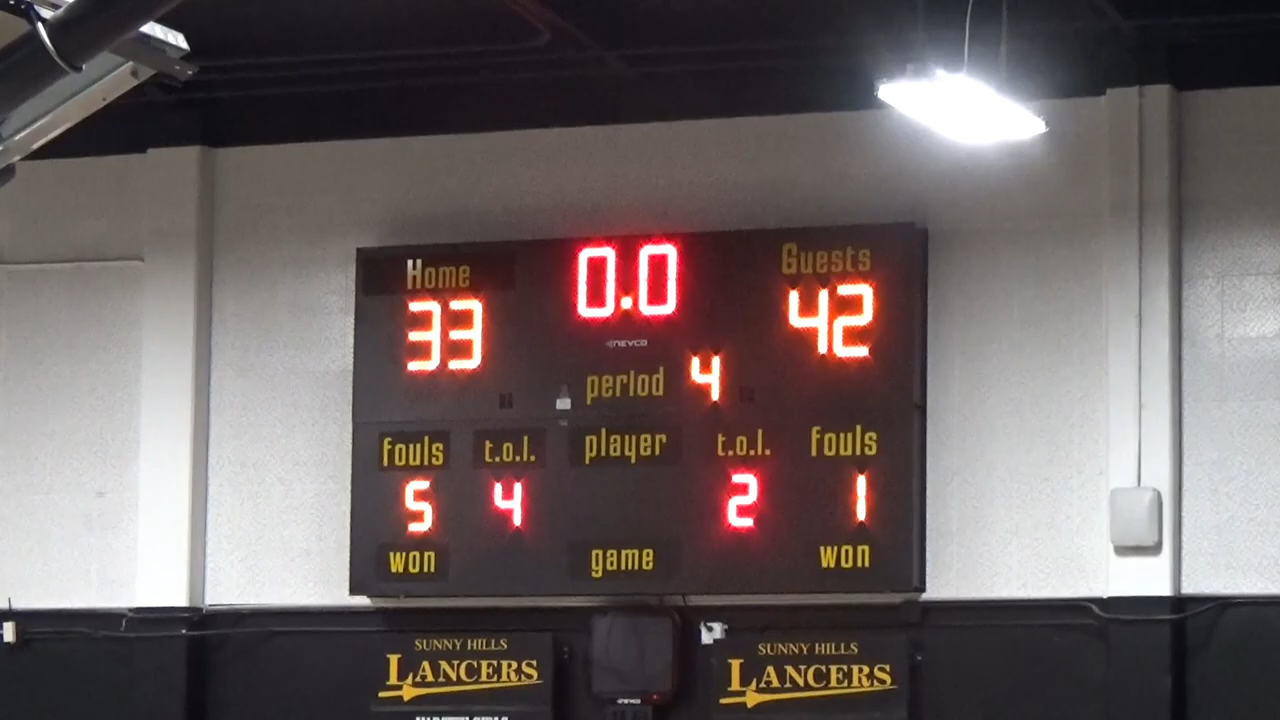 Home 0.0 Guests
33 42
NEVCO
period 4
fouls t.o.l. player t.o.l. fouls
5 4 2 1
won game won
SUNNY HILLS
LANCERS
SUNNY HILLS
LANCERS
NEVCO